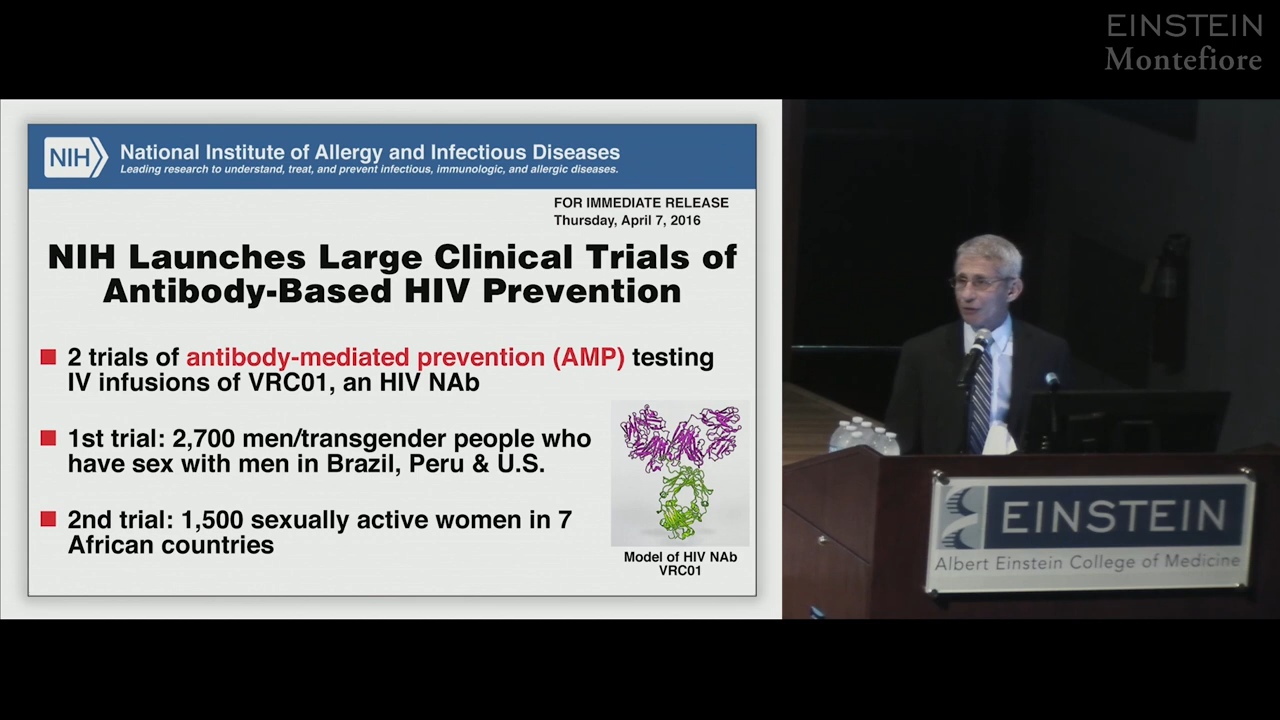 EINSTEIN
Montefiore
NIH
National Institute of Allergy and Infectious Diseases
Leading research to understand, treat, and prevent infectious, immunologic, and allergic diseases.
FOR IMMEDIATE RELEASE
Thursday, April 7, 2016
NIH Launches Large Clinical Trials of
Antibody-Based HIV Prevention
2 trials of antibody-mediated prevention (AMP) testing
IV infusions of VRC01, an HIV NAb
1st trial: 2,700 men/transgender people who
have sex with men in Brazil, Peru & U.S.
2nd trial: 1,500 sexually active women in 7
African countries
Model of HIV NAb
VRC01
EINSTEIN
Albert Einstein College of Medicine